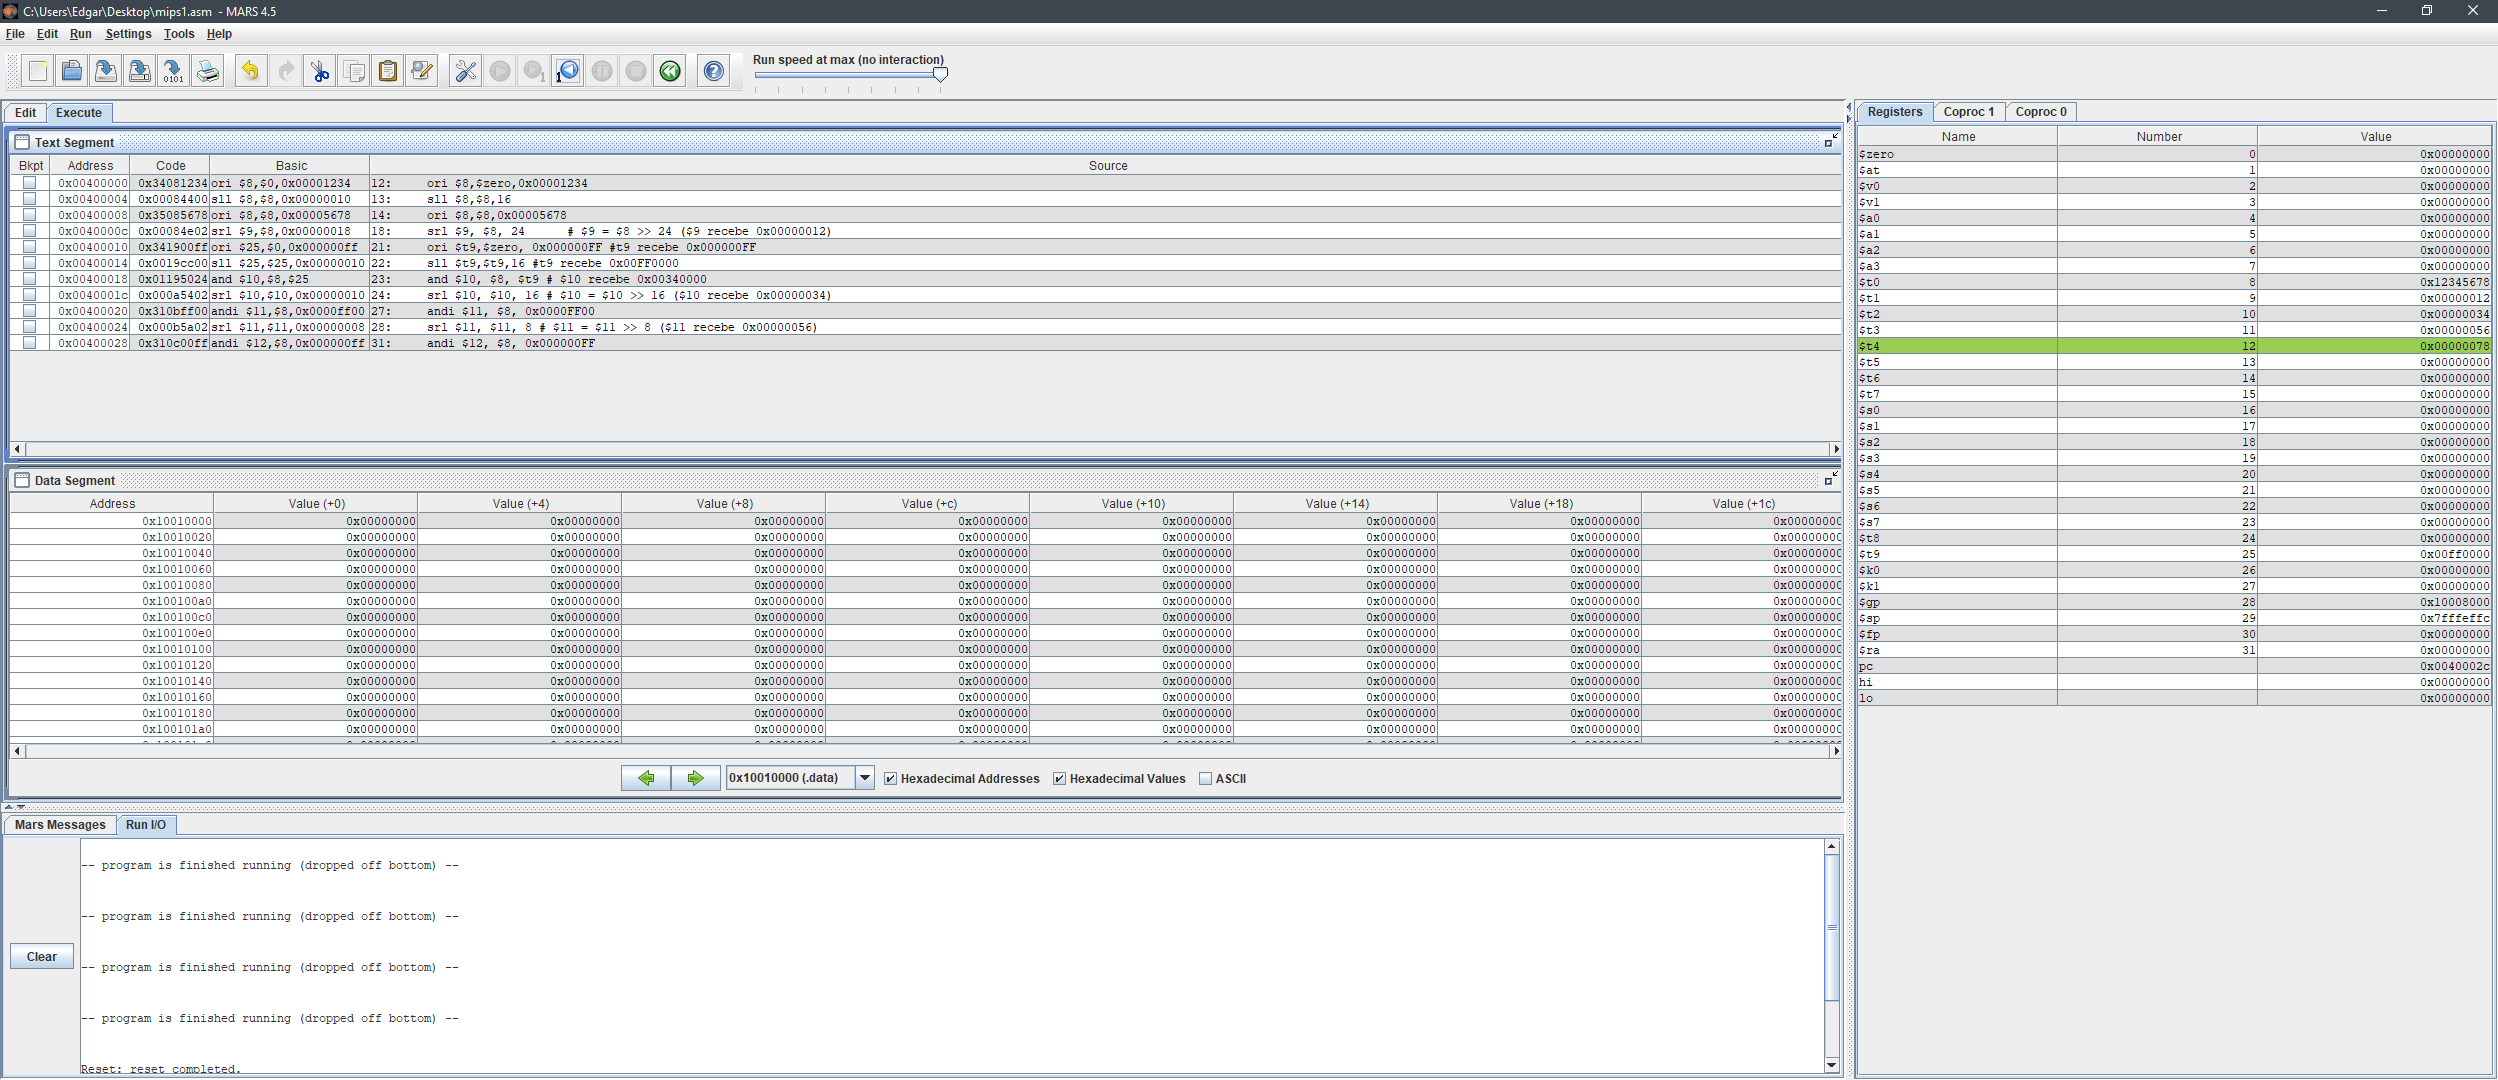 C:\Users\Edgar\Desktop\mips1.asm - MARS 4.5
File Edit Run Settings Tools Help
Run speed at max (no interaction)
Edit Execute
Text Segment
Bkpt Address Code Basic Source
0x00400000 0x34081234 ori $8,$0,0x00001234 12: ori $8,$zero,0x00001234
0x00400004 0x00084400 sll $8,$8,0x00000010 13: sll $8,$8,16
0x00400008 0x35085678 ori $8,$8,0x00005678 14: ori $8,$8,0x00005678
0x0040000c 0x00084e02 srl $9,$8,0x00000018 18: srl $9, $8, 24 # $9 = $8 >> 24 ($9 recebe 0x00000012)
0x00400010 0x341900ff ori $25,$0,0x000000ff 21: ori $t9,$zero, 0x000000FF #t9 recebe 0x000000FF
0x00400014 0x0019cc00 sll $25,$25,0x00000010 22: sll $t9,$t9,16 #t9 recebe 0x00FF0000
0x00400018 0x01195024 and $10,$8,$25 23: and $10, $8, $t9 # $10 recebe 0x00340000
0x0040001c 0x000a5402 srl $10,$10,0x00000010 24: srl $10, $10, 16 # $10 = $10 >> 16 ($10 recebe 0x00000034)
0x00400020 0x310bff00 andi $11,$8,0x0000ff00 27: andi $11, $8, 0x0000FF00
0x00400024 0x000b5a02 srl $11,$11,0x00000008 28: srl $11, $11, 8 # $11 = $11 >> 8 ($11 recebe 0x00000056)
0x00400028 0x310c00ff andi $12,$8,0x000000ff 31: andi $12, $8, 0x000000FF
Data Segment
Address Value (+0) Value (+4) Value (+8) Value (+c) Value (+10) Value (+14) Value (+18) Value (+1c)
0x10010000 0x00000000 0x00000000 0x00000000 0x00000000 0x00000000 0x00000000 0x00000000 0x00000000
0x10010020 0x00000000 0x00000000 0x00000000 0x00000000 0x00000000 0x00000000 0x00000000 0x00000000
0x10010040 0x00000000 0x00000000 0x00000000 0x00000000 0x00000000 0x00000000 0x00000000 0x00000000
0x10010060 0x00000000 0x00000000 0x00000000 0x00000000 0x00000000 0x00000000 0x00000000 0x00000000
0x10010080 0x00000000 0x00000000 0x00000000 0x00000000 0x00000000 0x00000000 0x00000000 0x00000000
0x100100a0 0x00000000 0x00000000 0x00000000 0x00000000 0x00000000 0x00000000 0x00000000 0x00000000
0x100100c0 0x00000000 0x00000000 0x00000000 0x00000000 0x00000000 0x00000000 0x00000000 0x00000000
0x100100e0 0x00000000 0x00000000 0x00000000 0x00000000 0x00000000 0x00000000 0x00000000 0x00000000
0x10010100 0x00000000 0x00000000 0x00000000 0x00000000 0x00000000 0x00000000 0x00000000 0x00000000
0x10010120 0x00000000 0x00000000 0x00000000 0x00000000 0x00000000 0x00000000 0x00000000 0x00000000
0x10010140 0x00000000 0x00000000 0x00000000 0x00000000 0x00000000 0x00000000 0x00000000 0x00000000
0x10010160 0x00000000 0x00000000 0x00000000 0x00000000 0x00000000 0x00000000 0x00000000 0x00000000
0x10010180 0x00000000 0x00000000 0x00000000 0x00000000 0x00000000 0x00000000 0x00000000 0x00000000
0x100101a0 0x00000000 0x00000000 0x00000000 0x00000000 0x00000000 0x00000000 0x00000000 0x00000000
0x10010000 (.data) Hexadecimal Addresses Hexadecimal Values ASCII
Mars Messages Run I/O
Clear
-- program is finished running (dropped off bottom) --
-- program is finished running (dropped off bottom) --
-- program is finished running (dropped off bottom) --
-- program is finished running (dropped off bottom) --
Reset: reset completed.
Registers Coproc 1 Coproc 0
Name Number Value
$zero 0 0x00000000
$at 1 0x00000000
$v0 2 0x00000000
$v1 3 0x00000000
$a0 4 0x00000000
$a1 5 0x00000000
$a2 6 0x00000000
$a3 7 0x00000000
$t0 8 0x12345678
$t1 9 0x00000012
$t2 10 0x00000034
$t3 11 0x00000056
$t4 12 0x00000078
$t5 13 0x00000000
$t6 14 0x00000000
$t7 15 0x00000000
$s0 16 0x00000000
$s1 17 0x00000000
$s2 18 0x00000000
$s3 19 0x00000000
$s4 20 0x00000000
$s5 21 0x00000000
$s6 22 0x00000000
$s7 23 0x00000000
$t8 24 0x00000000
$t9 25 0x00ff0000
$k0 26 0x00000000
$k1 27 0x00000000
$gp 28 0x10008000
$sp 29 0x7fffeffc
$fp 30 0x00000000
$ra 31 0x00000000
pc 0x0040002c
hi 0x00000000
lo 0x00000000